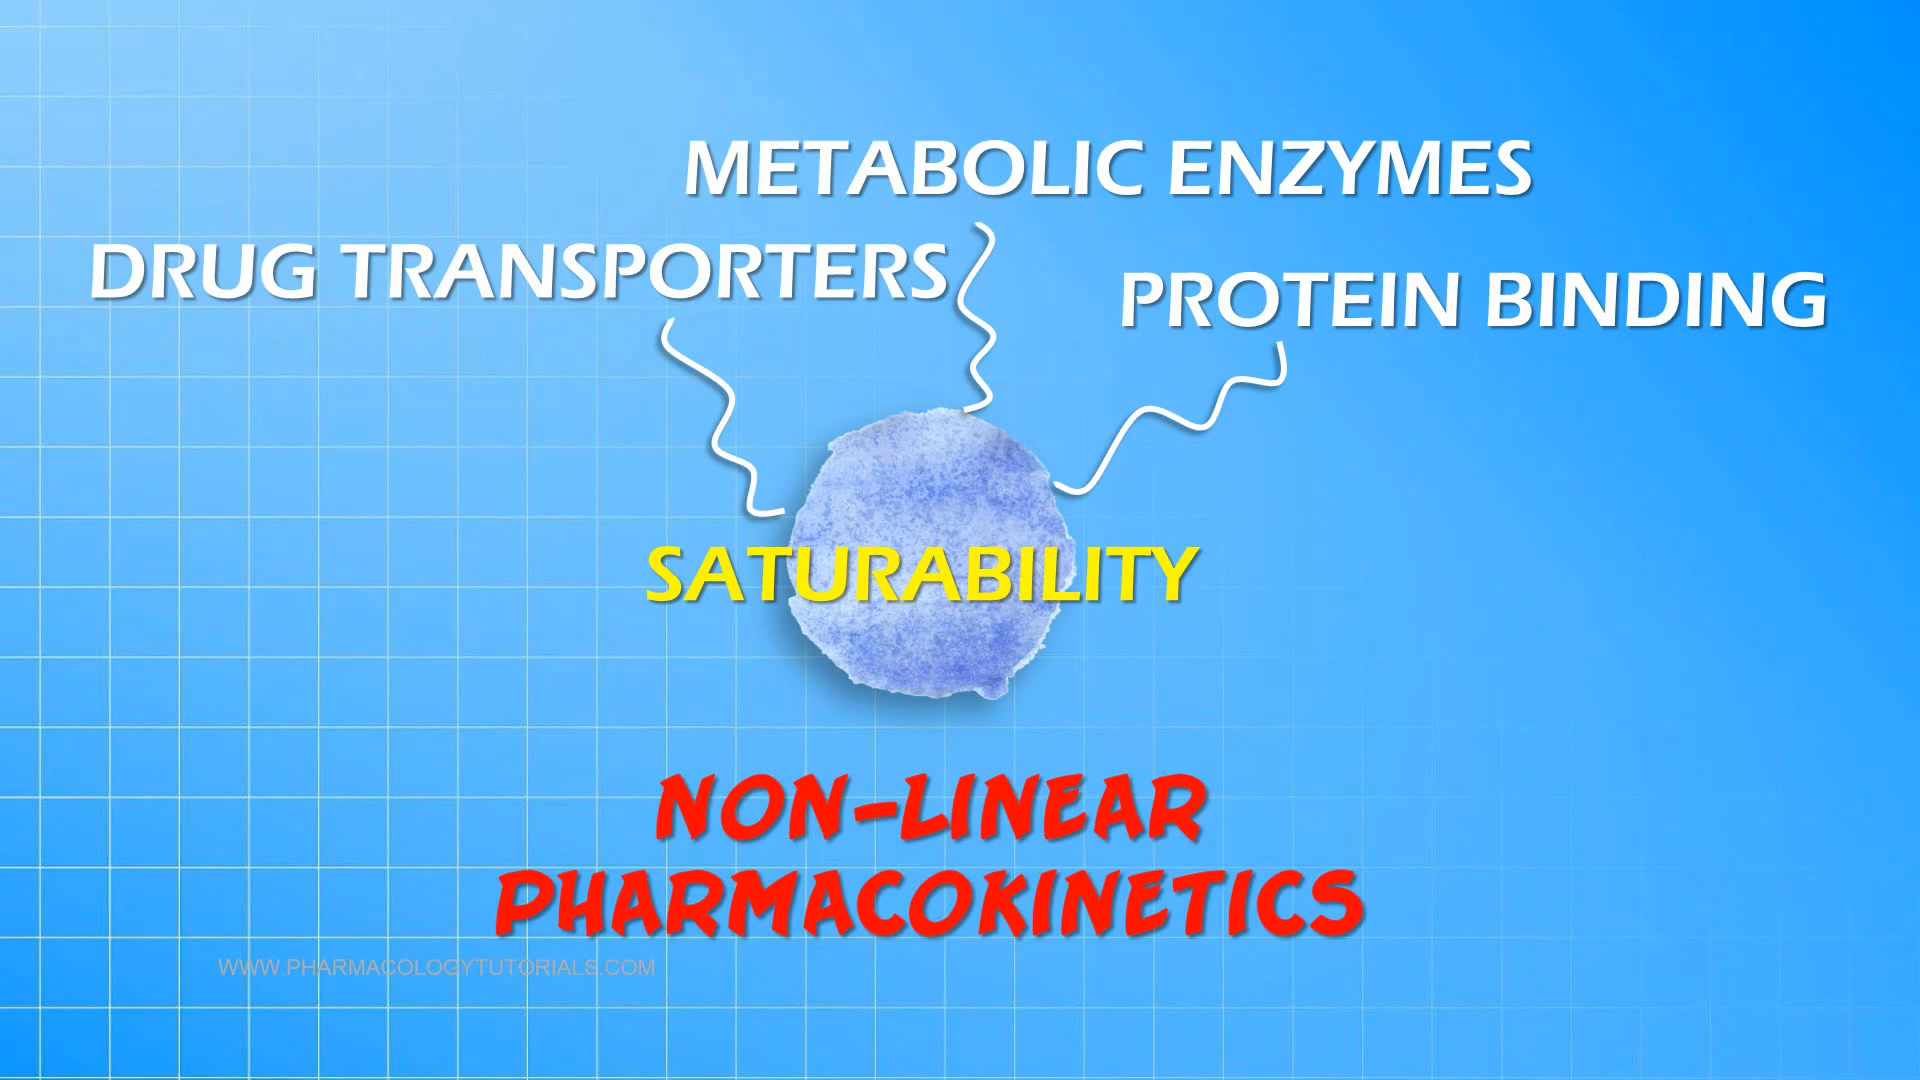 METABOLIC ENZYMES
DRUG TRANSPORTERS
PROTEIN BINDING
SATURABILITY
NON-LINEAR
PHARMACOKINETICS
WWW.PHARMACOLOGYTUTORIALS.COM